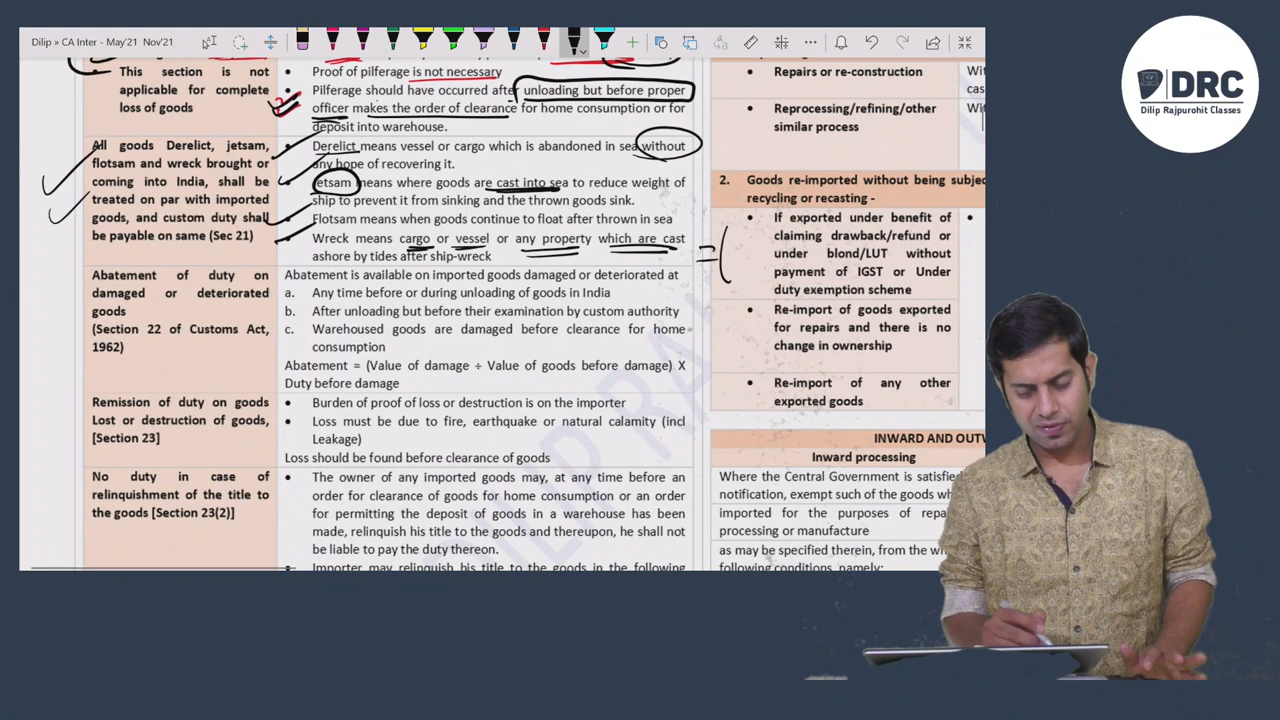 Dilip » CA Inter - May'21 Nov'21
DRC
Dilip Rajpurohit Classes
This section is not
applicable for complete
loss of goods
• Proof of pilferage is not necessary
• Pilferage should have occurred after unloading but before proper
officer makes the order of clearance for home consumption or for
deposit into warehouse.
All goods Derelict, jetsam,
flotsam and wreck brought or
coming into India, shall be
treated on par with imported
goods, and custom duty shall
be payable on same (Sec 21)
• Derelict means vessel or cargo which is abandoned in sea without
any hope of recovering it.
Jetsam means where goods are cast into sea to reduce weight of
ship to prevent it from sinking and the thrown goods sink.
Flotsam means when goods continue to float after thrown in sea
Wreck means cargo or vessel or any property which are cast
ashore by tides after ship-wreck
Abatement of duty on
damaged or deteriorated
goods
(Section 22 of Customs Act,
1962)
Abatement is available on imported goods damaged or deteriorated at
a. Any time before or during unloading of goods in India
b. After unloading but before their examination by custom authority
c. Warehoused goods are damaged before clearance for home
consumption
Abatement = (Value of damage ÷ Value of goods before damage) X
Duty before damage
Remission of duty on goods
Lost or destruction of goods,
[Section 23]
• Burden of proof of loss or destruction is on the importer
• Loss must be due to fire, earthquake or natural calamity (incl
Leakage)
Loss should be found before clearance of goods
No duty in case of
relinquishment of the title to
the goods [Section 23(2)]
• The owner of any imported goods may, at any time before an
order for clearance of goods for home consumption or an order
for permitting the deposit of goods in a warehouse has been
made, relinquish his title to the goods and thereupon, he shall not
be liable to pay the duty thereon.
• Importer may relinquish his title to the goods in the following
• Repairs or re-construction
• Reprocessing/refining/other
similar process
2. Goods re-imported without being subjec
recycling or recasting -
• If exported under benefit of
claiming drawback/refund or
under blond/LUT without
payment of IGST or Under
duty exemption scheme
• Re-import of goods exported
for repairs and there is no
change in ownership
• Re-import of any other
exported goods
INWARD AND OUTW
Inward processing
Where the Central Government is satisfied
notification, exempt such of the goods wh
imported for the purposes of repa
processing or manufacture
as may be specified therein, from the wh
following conditions, namely: